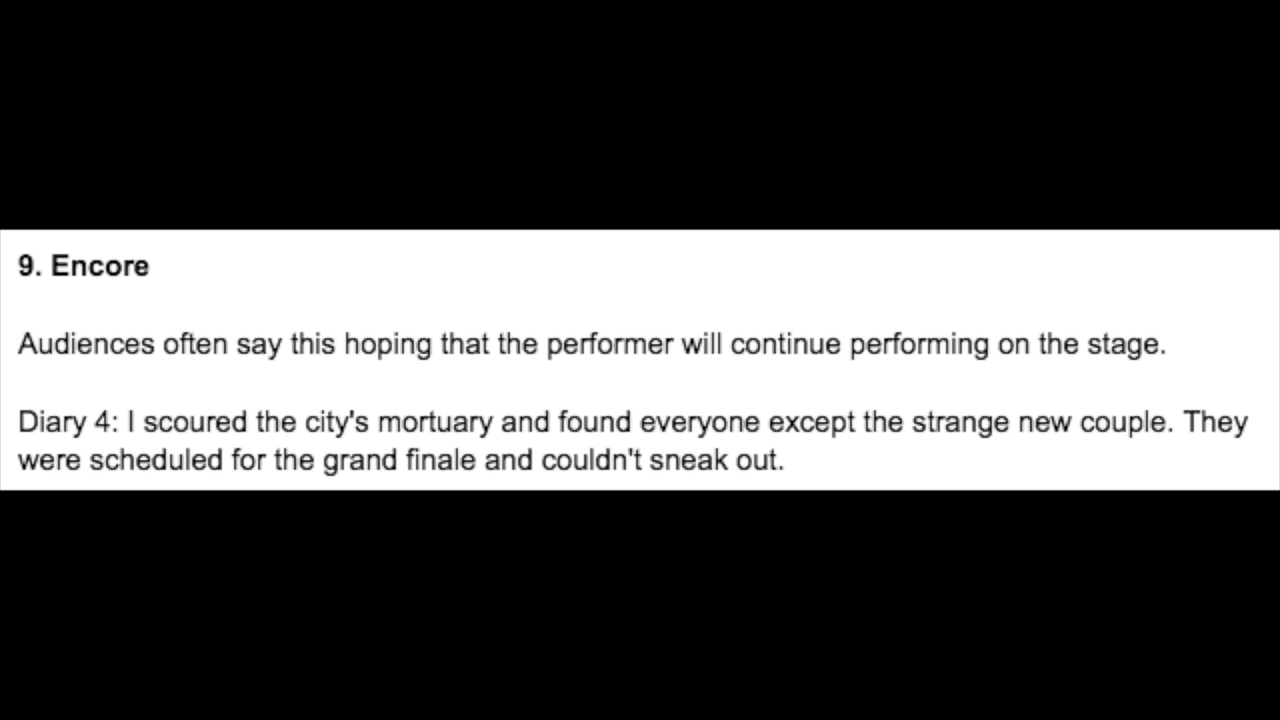 9. Encore
Audiences often say this hoping that the performer will continue performing on the stage.
Diary 4: I scoured the city's mortuary and found everyone except the strange new couple. They
were scheduled for the grand finale and couldn't sneak out.